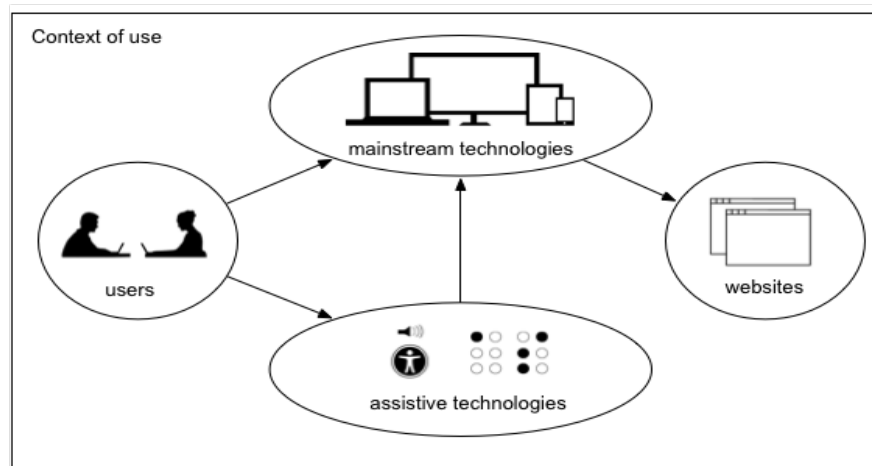 Context of use
mainstream technologies
users
websites
assistive technologies